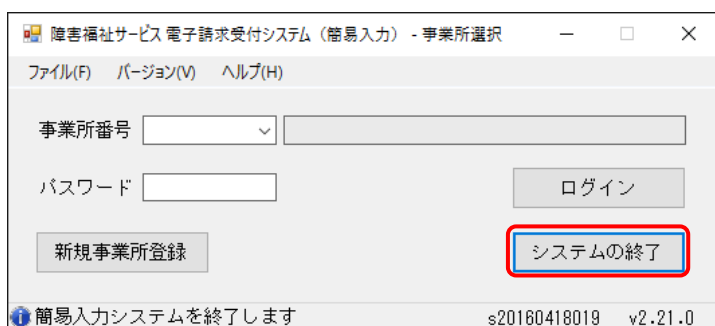 障害福祉サービス 電子請求受付システム（簡易入力） - 事業所選択
ファイル(F) バージョン(V) ヘルプ(H)
事業所番号
パスワード
ログイン
新規事業所登録
システムの終了
簡易入力システムを終了します s20160418019 v2.21.0